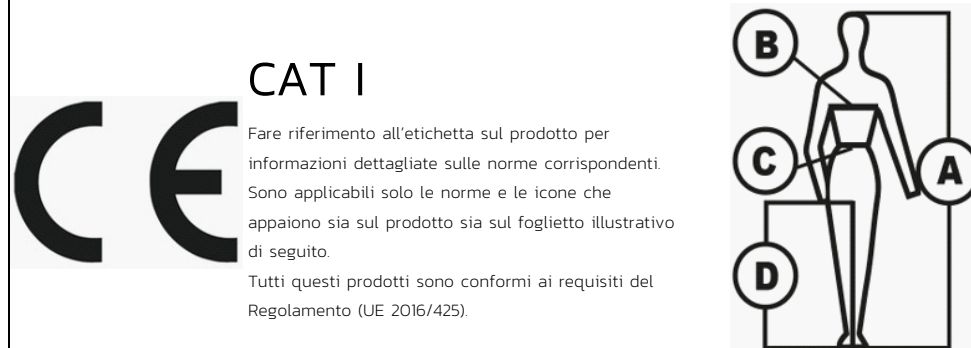 CE
CAT I
Fare riferimento all'etichetta sul prodotto per
informazioni dettagliate sulle norme corrispondenti.
Sono applicabili solo le norme e le icone che
appaiono sia sul prodotto sia sul foglietto illustrativo
di seguito.
Tutti questi prodotti sono conformi ai requisiti del
Regolamento (UE 2016/425).
B
C
A
D